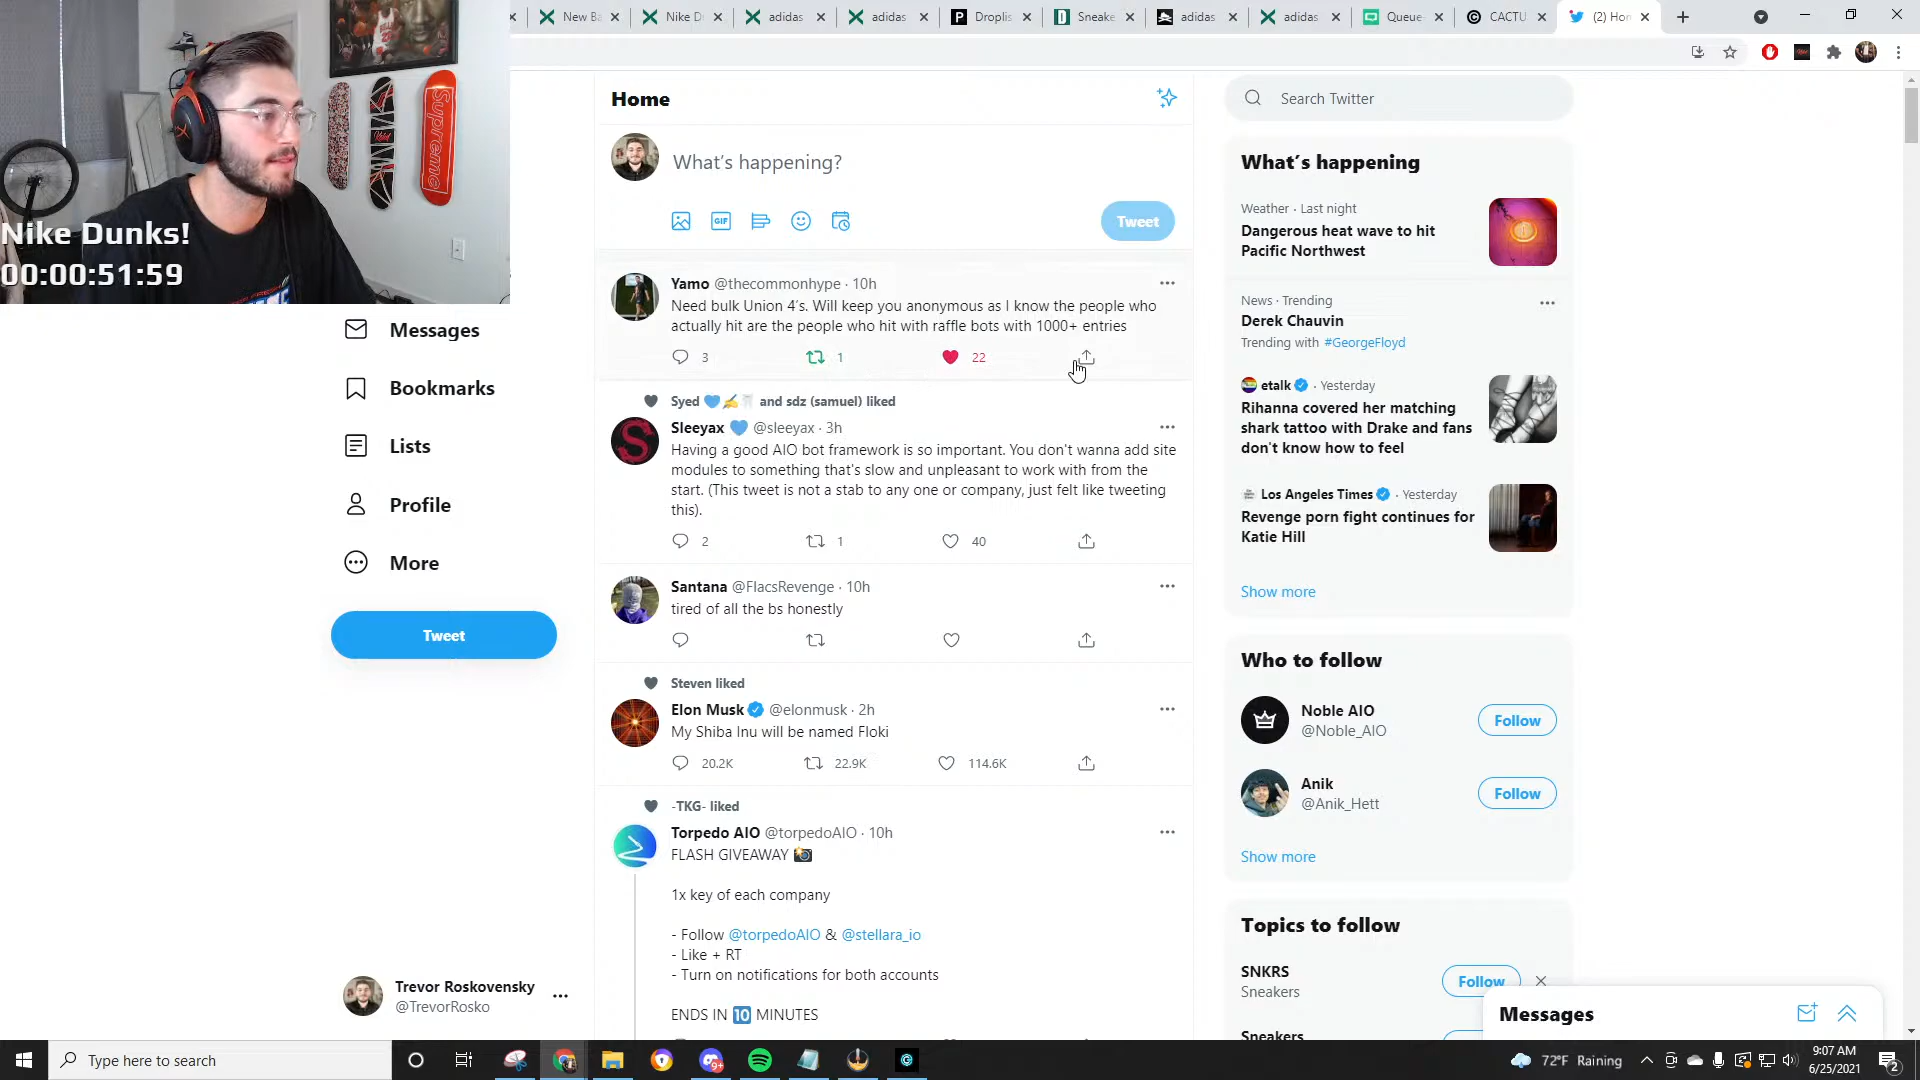 New Ba
Nike D
adidas
adidas
Droplis
Sneake
adidas
adidas
Queue
CACTU
(2) Hon
Supreme
Nike Dunks!
00:00:51:59
Messages
Bookmarks
Lists
Profile
More
Tweet
Trevor Roskovensky
@TrevorRosko
Home
What's happening?
GIF
Tweet
Yamo @thecommonhype · 10h
Need bulk Union 4's. Will keep you anonymous as I know the people who
actually hit are the people who hit with raffle bots with 1000+ entries
3 1 22
Syed 💙✍️🦷 and sdz (samuel) liked
Sleeyax 💙 @sleeyax · 3h
Having a good AIO bot framework is so important. You don't wanna add site
modules to something that's slow and unpleasant to work with from the
start. (This tweet is not a stab to any one or company, just felt like tweeting
this).
2 1 40
Santana @FlacsRevenge · 10h
tired of all the bs honestly
Steven liked
Elon Musk @elonmusk · 2h
My Shiba Inu will be named Floki
20.2K 22.9K 114.6K
-TKG- liked
Torpedo AIO @torpedoAIO · 10h
FLASH GIVEAWAY 📸
1x key of each company
- Follow @torpedoAIO & @stellara_io
- Like + RT
- Turn on notifications for both accounts
ENDS IN 🔟 MINUTES
Search Twitter
What's happening
Weather · Last night
Dangerous heat wave to hit
Pacific Northwest
News · Trending
Derek Chauvin
Trending with #GeorgeFloyd
etalk · Yesterday
Rihanna covered her matching
shark tattoo with Drake and fans
don't know how to feel
Los Angeles Times · Yesterday
Revenge porn fight continues for
Katie Hill
Show more
Who to follow
Noble AIO
@Noble_AIO
Follow
Anik
@Anik_Hett
Follow
Show more
Topics to follow
SNKRS
Sneakers
Follow
Sneakers
Messages
Type here to search
9+
72°F Raining
9:07 AM
6/25/2021
2